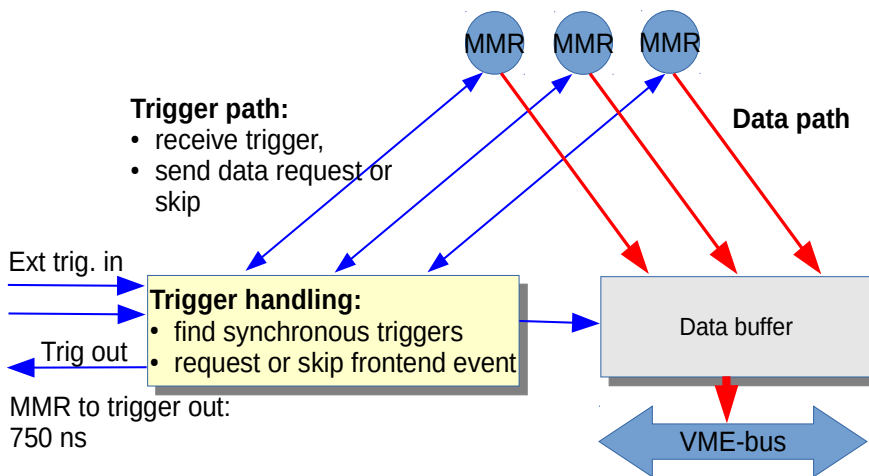 MMR MMR MMR
Trigger path:
• receive trigger,
• send data request or
skip
Data path
Ext trig. in
Trigger handling:
• find synchronous triggers
• request or skip frontend event
Trig out
Data buffer
MMR to trigger out:
750 ns
VME-bus